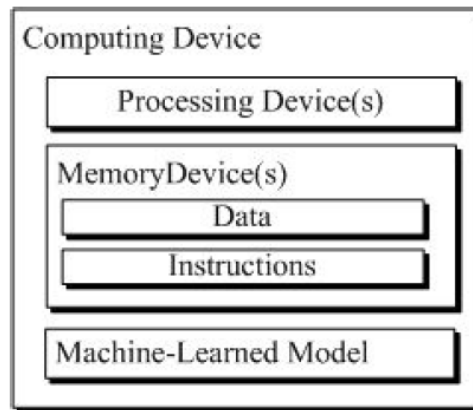 Computing Device
Processing Device(s)
MemoryDevice(s)
Data
Instructions
Machine-Learned Model